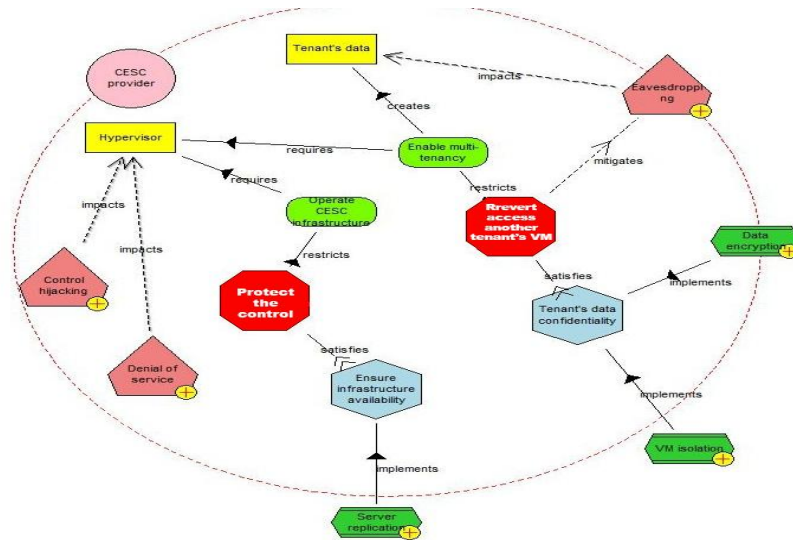 CESC
provider
Tenant's data
impacts
Eavesdroppi
ng
creates
Hypervisor
requires
Enable multi-
tenancy
mitigates
requires
restricts
Operate CESC
infrastructure
Rrevert access
another
tenant's VM
impacts
restricts
Data
encryption
impacts
Control
hijacking
Protect
the
control
satisfies
implements
Tenant's data
confidentiality
satisfies
Denial of
service
Ensure
infrastructure
availability
implements
VM isolation
implements
Server
replication